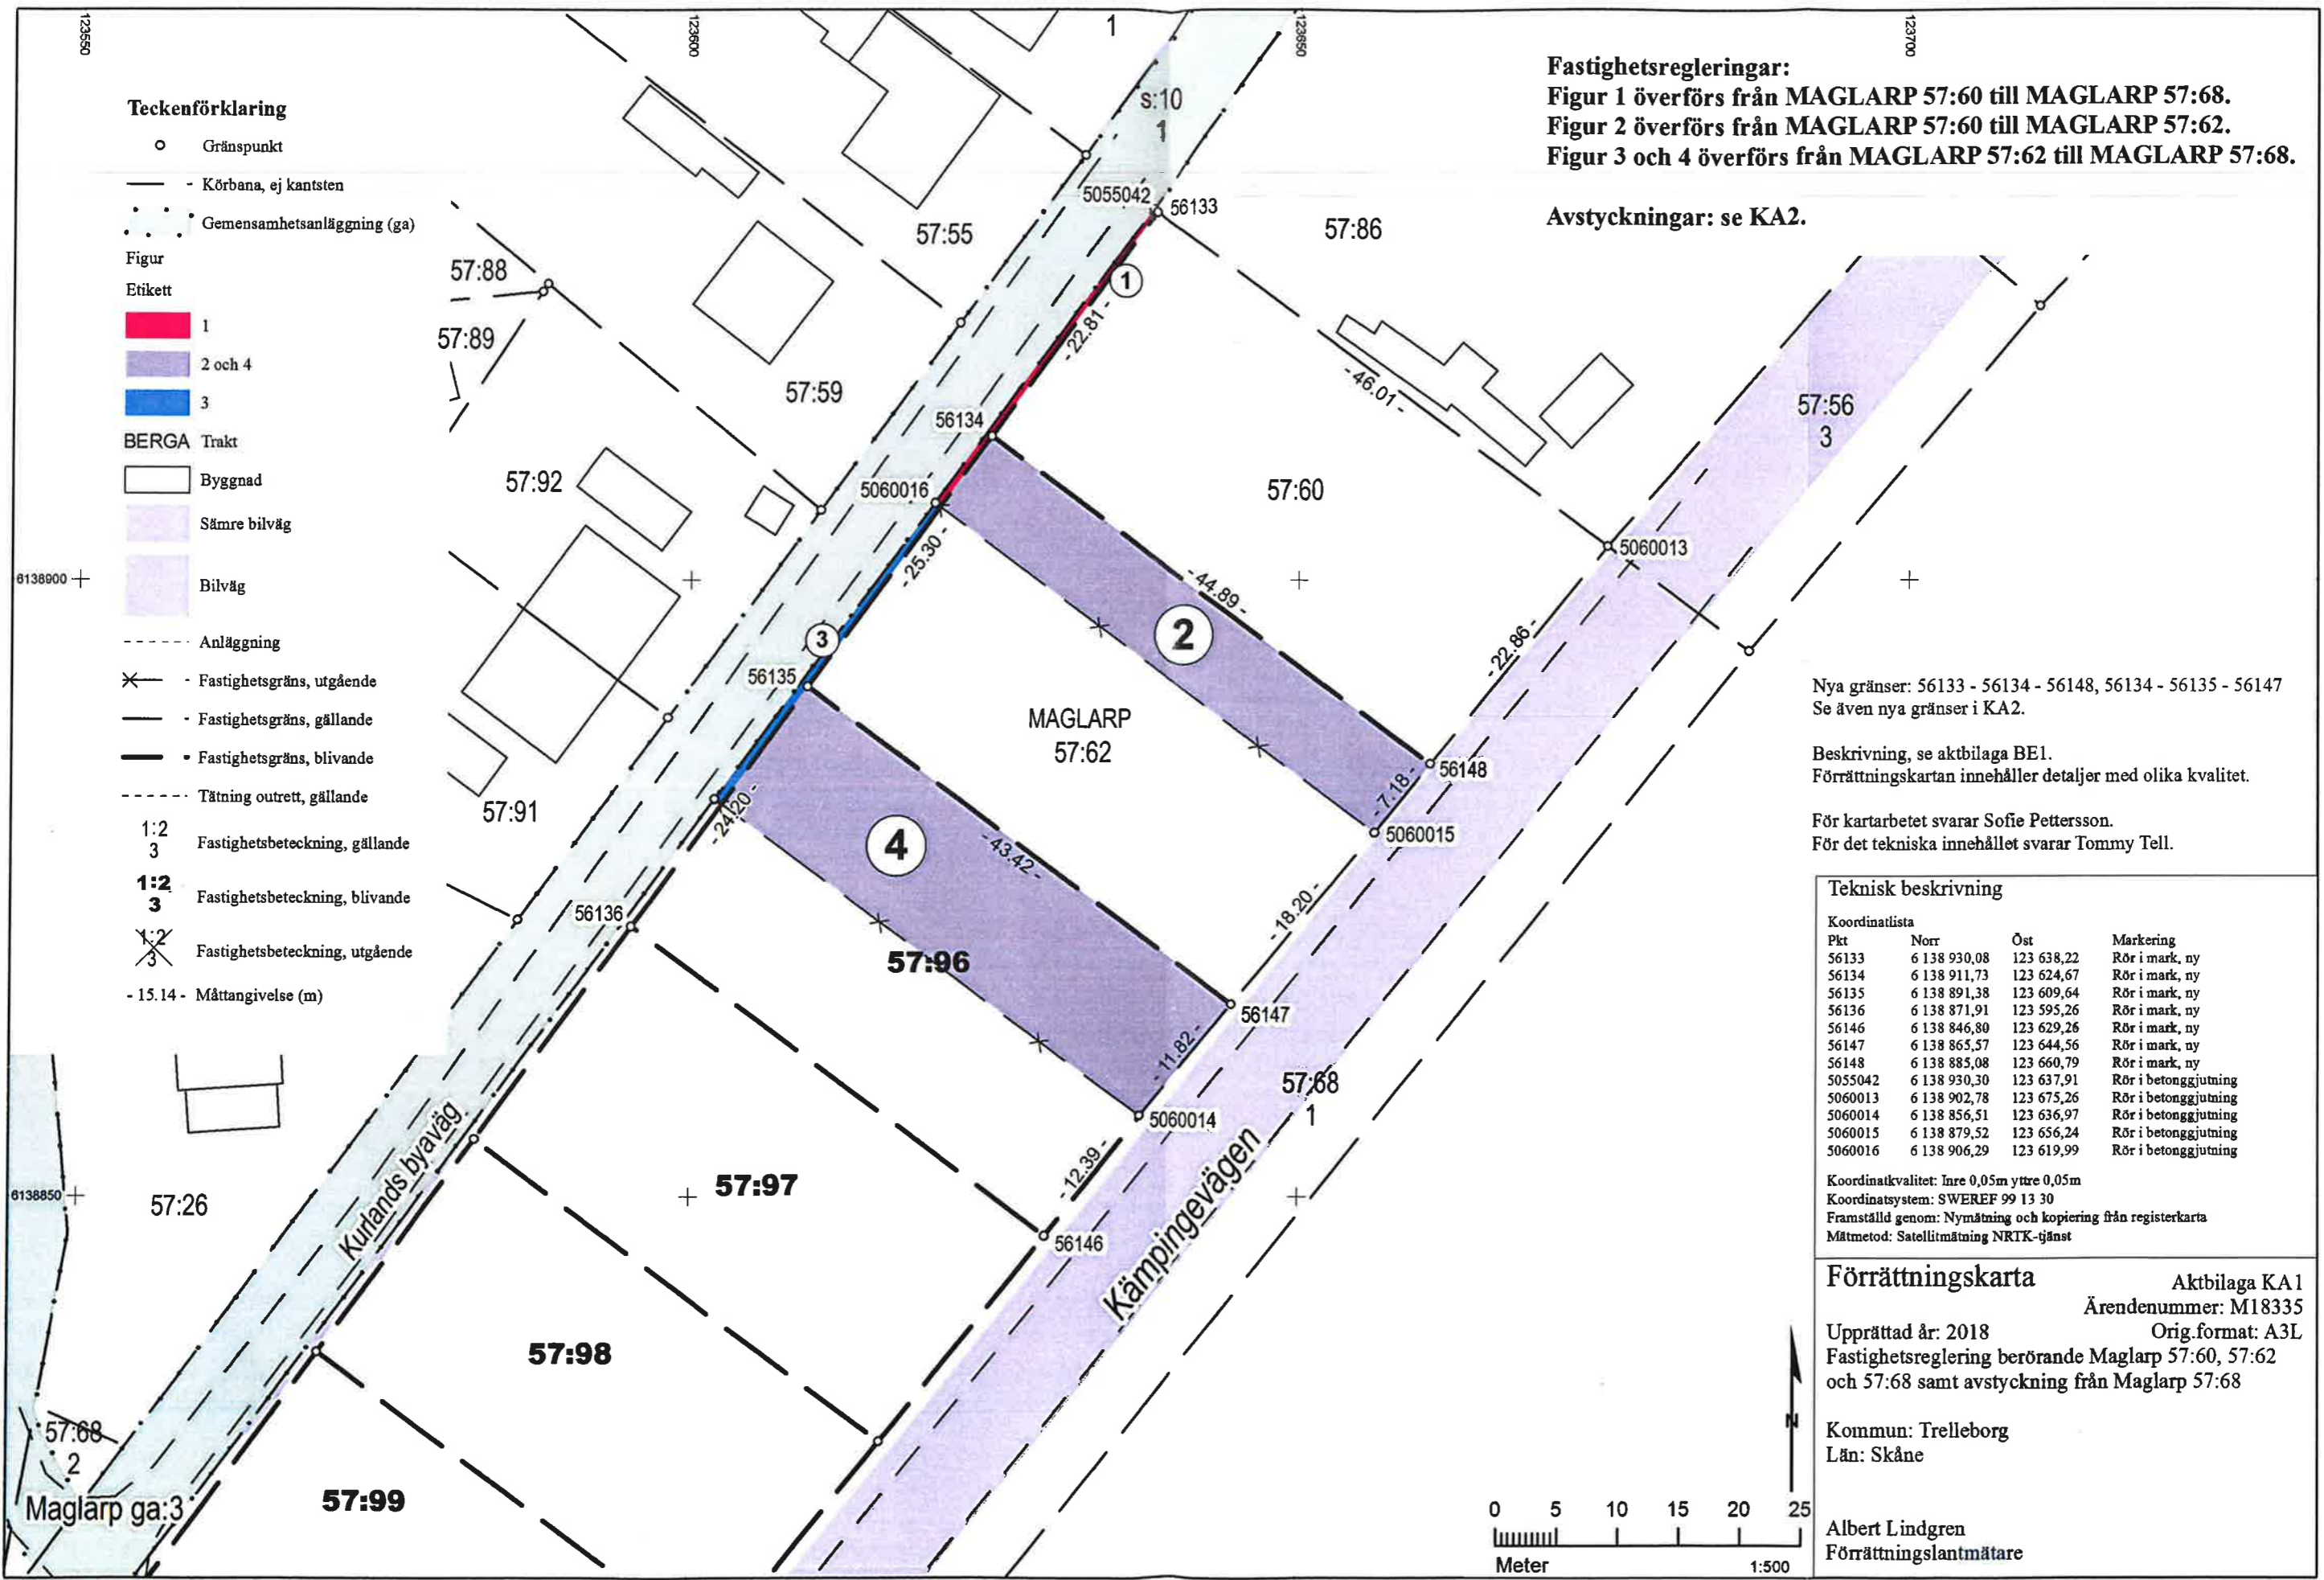 123550
123600
123650
123700
Teckenförklaring
Gränspunkt
Körbana, ej kantsten
Gemensamhetsanläggning (ga)
Figur
Etikett
1
2 och 4
3
BERGA Trakt
Byggnad
Sämre bilväg
Bilväg
Anläggning
Fastighetsgräns, utgående
Fastighetsgräns, gällande
Fastighetsgräns, blivande
Tätning outrett, gällande
1:2
3
Fastighetsbeteckning, gällande
1:2
3
Fastighetsbeteckning, blivande
1:2
3
Fastighetsbeteckning, utgående
- 15.14 - Måttangivelse (m)
Fastighetsregleringar:
Figur 1 överförs från MAGLARP 57:60 till MAGLARP 57:68.
Figur 2 överförs från MAGLARP 57:60 till MAGLARP 57:62.
Figur 3 och 4 överförs från MAGLARP 57:62 till MAGLARP 57:68.
Avstyckningar: se KA2.
1
s:10
1
5055042
56133
57:55
57:86
57:88
57:89
1
- 22.81 -
57:59
- 46.01 -
57:56
3
56134
57:92
5060016
57:60
5060013
6138900
- 25.30 -
- 44.89 -
2
- 22.86 -
3
56135
MAGLARP
57:62
56148
- 7.18 -
5060015
57:91
- 24.20 -
4
- 43.42 -
- 18.20 -
56136
57:96
56147
- 11.82 -
57:68
1
5060014
- 12.39 -
6138850
57:26
57:97
56146
Kurlands byaväg
Kämpingevägen
57:98
57:68
2
57:99
Maglarp ga:3
Nya gränser: 56133 - 56134 - 56148, 56134 - 56135 - 56147
Se även nya gränser i KA2.
Beskrivning, se aktbilaga BE1.
Förrättningskartan innehåller detaljer med olika kvalitet.
För kartarbetet svarar Sofie Pettersson.
För det tekniska innehållet svarar Tommy Tell.
Teknisk beskrivning
Koordinatlista
Pkt Norr Öst Markering
56133 6 138 930,08 123 638,22 Rör i mark, ny
56134 6 138 911,73 123 624,67 Rör i mark, ny
56135 6 138 891,38 123 609,64 Rör i mark, ny
56136 6 138 871,91 123 595,26 Rör i mark, ny
56146 6 138 846,80 123 629,26 Rör i mark, ny
56147 6 138 865,57 123 644,56 Rör i mark, ny
56148 6 138 885,08 123 660,79 Rör i mark, ny
5055042 6 138 930,30 123 637,91 Rör i betonggjutning
5060013 6 138 902,78 123 675,26 Rör i betonggjutning
5060014 6 138 856,51 123 636,97 Rör i betonggjutning
5060015 6 138 879,52 123 656,24 Rör i betonggjutning
5060016 6 138 906,29 123 619,99 Rör i betonggjutning
Koordinatkvalitet: Inre 0,05m yttre 0,05m
Koordinatsystem: SWEREF 99 13 30
Framställd genom: Nymätning och kopiering från registerkarta
Mätmetod: Satellitmätning NRTK-tjänst
Förrättningskarta
Aktbilaga KA1
Ärendenummer: M18335
Upprättad år: 2018 Orig.format: A3L
Fastighetsreglering berörande Maglarp 57:60, 57:62
och 57:68 samt avstyckning från Maglarp 57:68
Kommun: Trelleborg
Län: Skåne
Albert Lindgren
Förrättningslantmätare
N
0 5 10 15 20 25
Meter 1:500